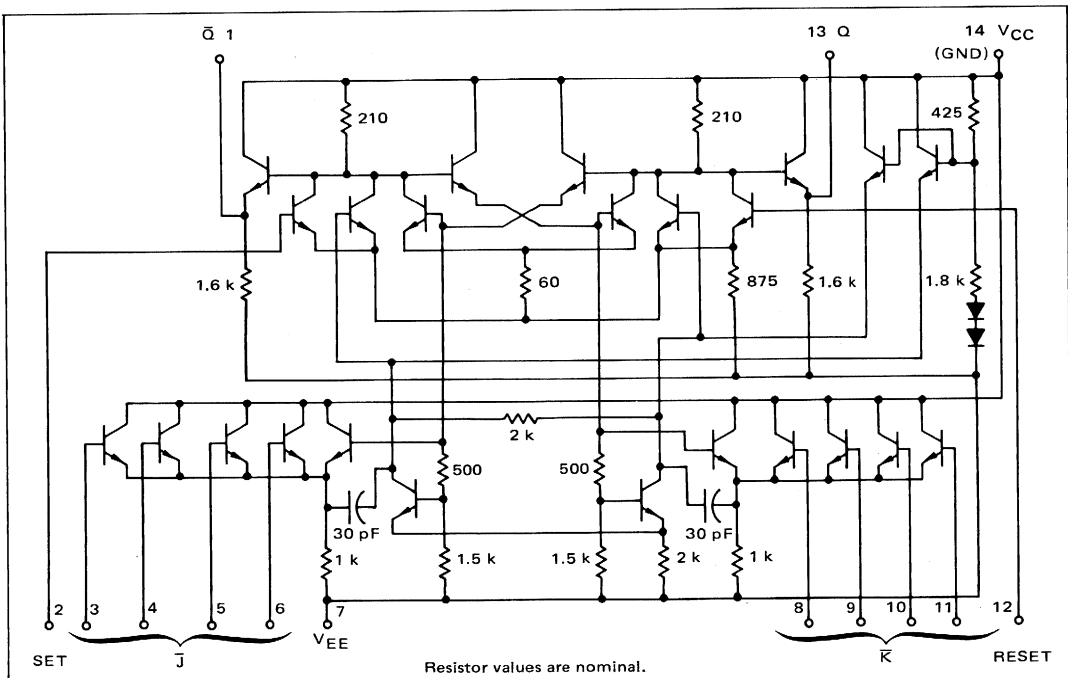 Q̄ 1
13 Q
14 VCC
(GND)
210
210
425
1.6 k
60
875
1.6 k
1.8 k
2 k
500
500
30 pF
30 pF
1 k
1.5 k
1.5 k
2 k
1 k
2
3
4
5
6
7
8
9
10
11
12
SET
J̄
VEE
K̄
RESET
Resistor values are nominal.